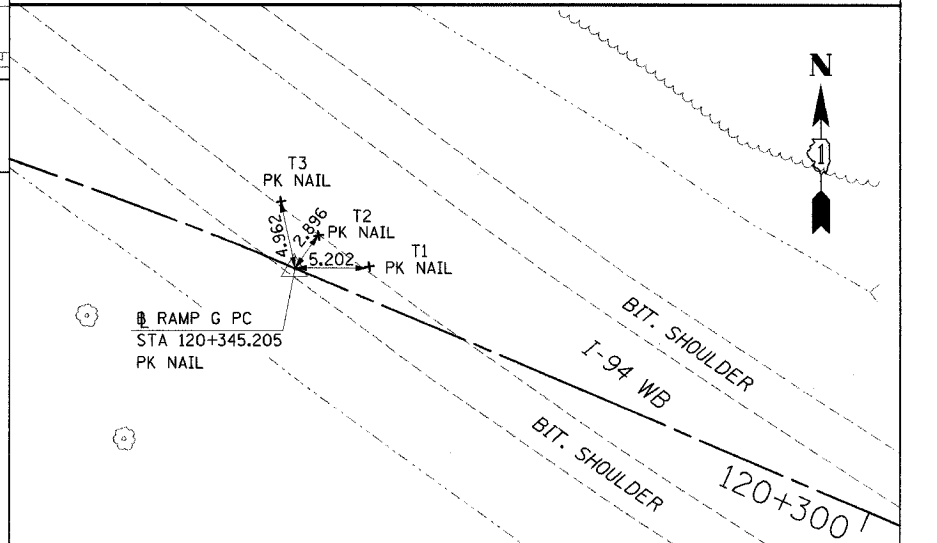 N
1
T3
PK NAIL
4.962
2.896
T2
PK NAIL
5.202
T1
PK NAIL
BL RAMP G PC
STA 120+345.205
PK NAIL
BIT. SHOULDER
I-94 WB
BIT. SHOULDER
120+300